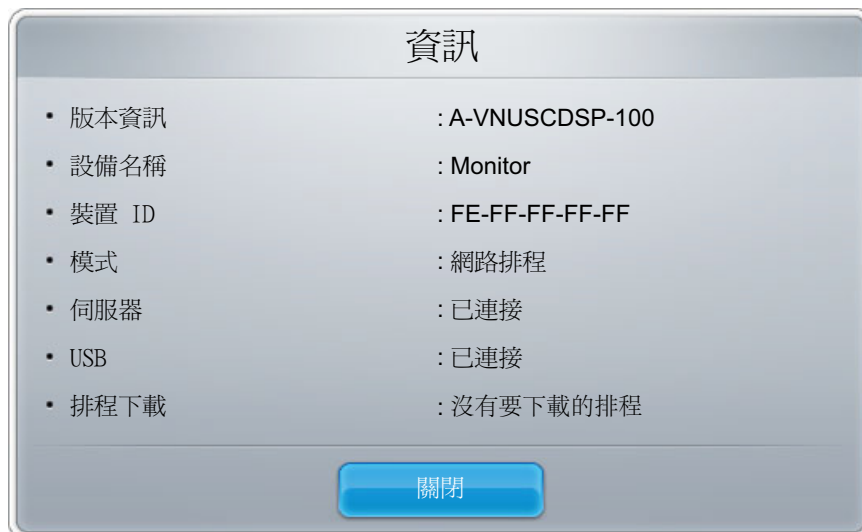 資訊
• 版本資訊 : A-VNUSCDSP-100
• 設備名稱 : Monitor
• 裝置 ID : FE-FF-FF-FF-FF
• 模式 : 網路排程
• 伺服器 : 已連接
• USB : 已連接
• 排程下載 : 沒有要下載的排程
關閉